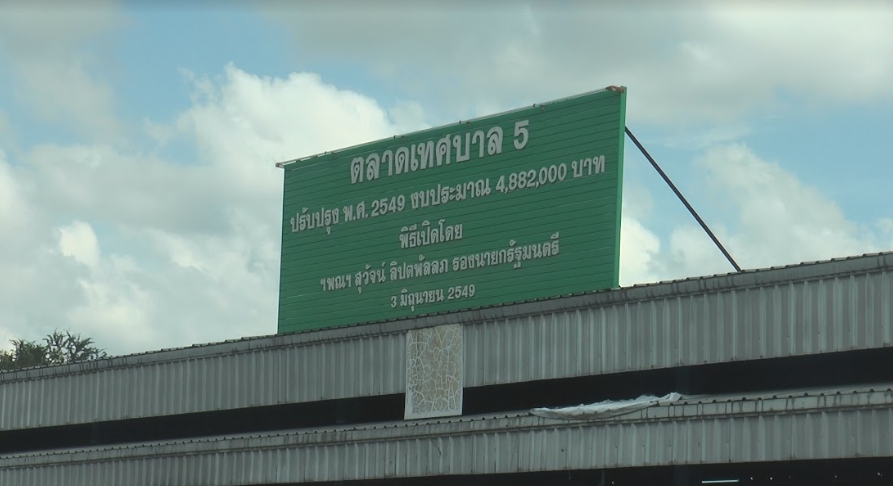 ตลาดเทศบาล 5
ปรับปรุง พ.ศ. 2549 งบประมาณ 4,882,000 บาท
พิธีเปิดโดย
ฯพณฯ สุวัจน์ ลิปตพัลลภ รองนายกรัฐมนตรี
3 มิถุนายน 2549